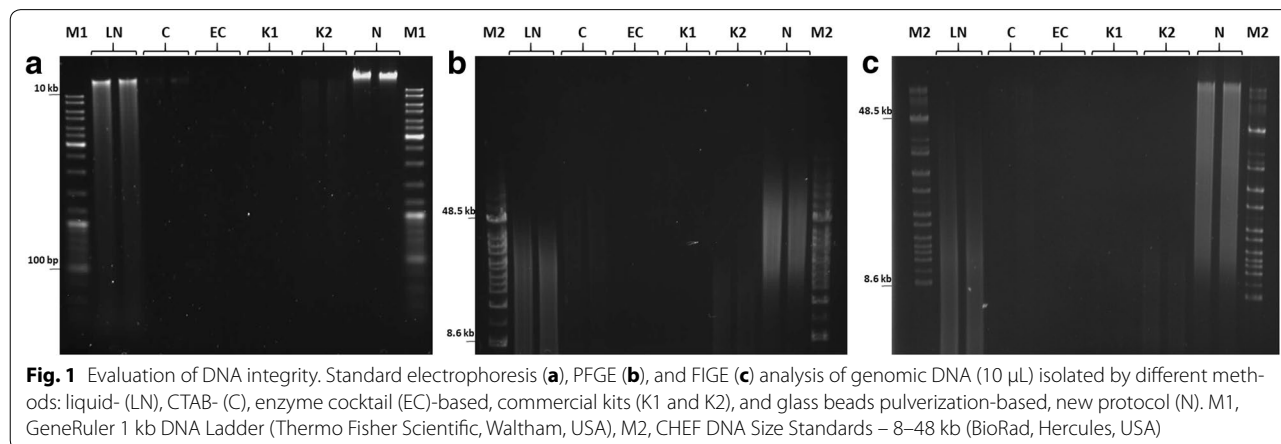 M1 LN C EC K1 K2 N M1
a
10 kb
100 bp
M2 LN C EC K1 K2 N M2
b
48.5 kb
8.6 kb
M2 LN C EC K1 K2 N M2
c
48.5 kb
8.6 kb
Fig. 1 Evaluation of DNA integrity. Standard electrophoresis (a), PFGE (b), and FIGE (c) analysis of genomic DNA (10 µL) isolated by different meth-
ods: liquid- (LN), CTAB- (C), enzyme cocktail (EC)-based, commercial kits (K1 and K2), and glass beads pulverization-based, new protocol (N). M1,
GeneRuler 1 kb DNA Ladder (Thermo Fisher Scientific, Waltham, USA), M2, CHEF DNA Size Standards – 8–48 kb (BioRad, Hercules, USA)